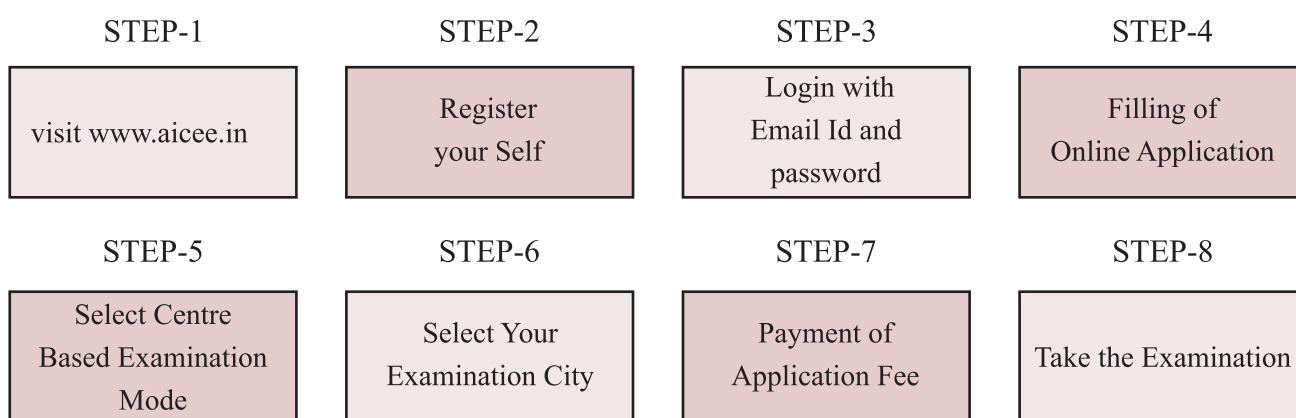 STEP-1
visit www.aicee.in
STEP-2
Register
your Self
STEP-3
Login with
Email Id and
password
STEP-4
Filling of
Online Application
STEP-5
Select Centre
Based Examination
Mode
STEP-6
Select Your
Examination City
STEP-7
Payment of
Application Fee
STEP-8
Take the Examination